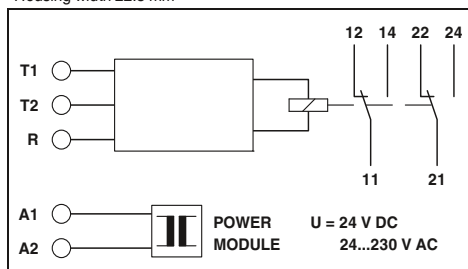 Housing width 22.5 mm
12 14 22 24
T1
T2
R
11 21
A1
A2
POWER U = 24 V DC
MODULE 24...230 V AC